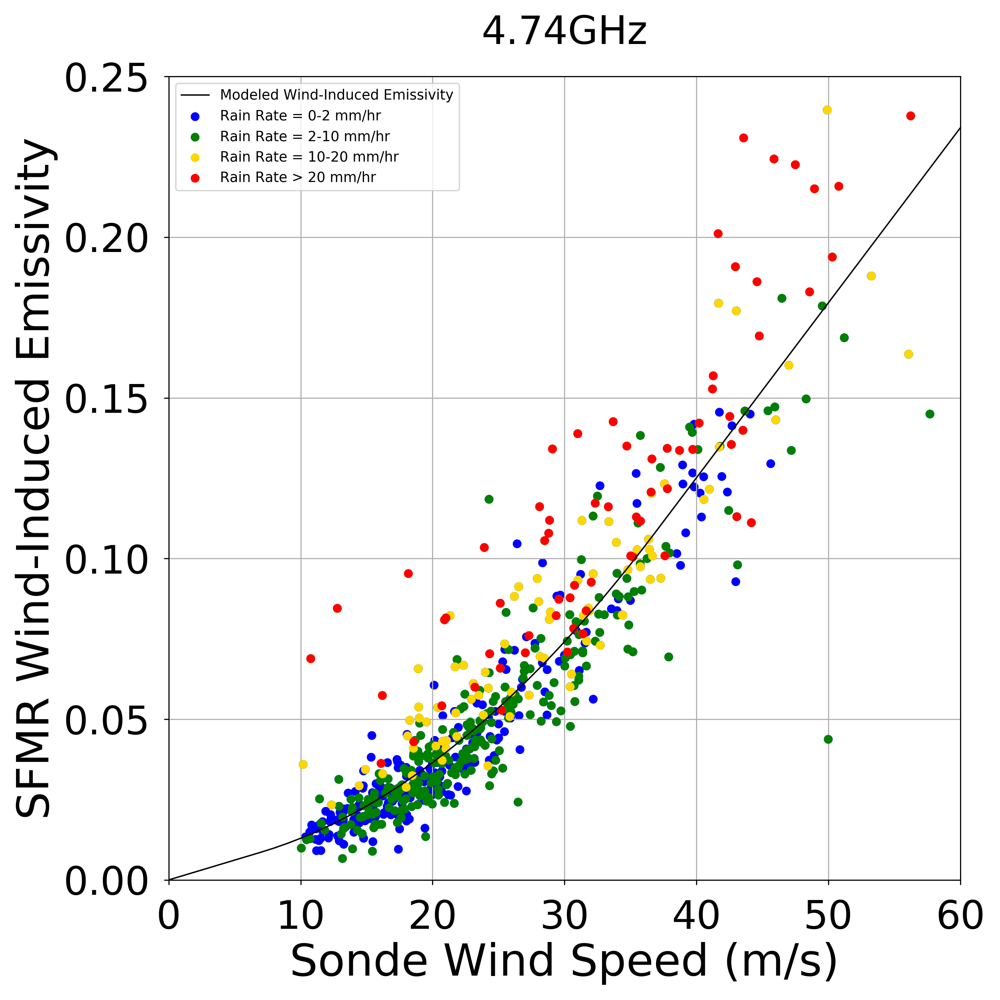 4.74GHz
SFMR Wind-Induced Emissivity
0.25
0.20
0.15
0.10
0.05
0.00
Modeled Wind-Induced Emissivity
Rain Rate = 0-2 mm/hr
Rain Rate = 2-10 mm/hr
Rain Rate = 10-20 mm/hr
Rain Rate > 20 mm/hr
0 10 20 30 40 50 60
Sonde Wind Speed (m/s)